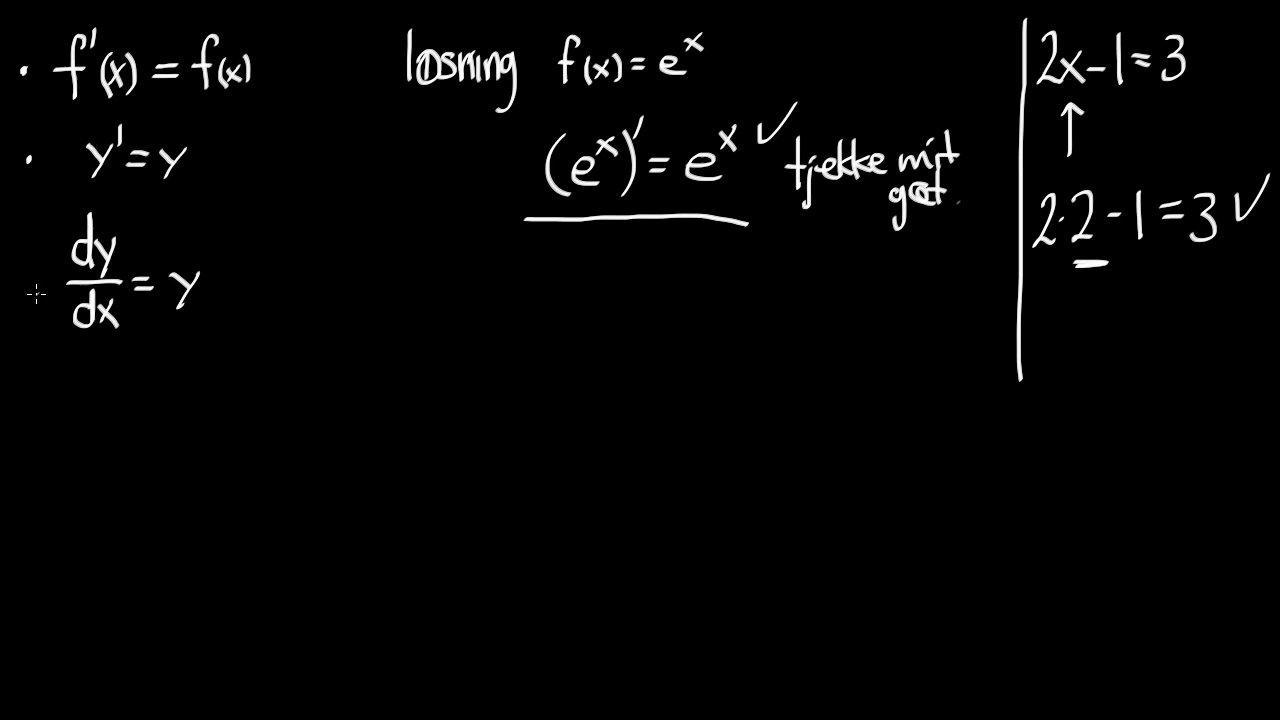 · f'(x) = f(x)
· y' = y
dy/dx = y
løsning f(x) = e^x
(e^x)' = e^x ✓ tjekke mit
gæt.
2x - 1 = 3
↑
2·2 - 1 = 3 ✓